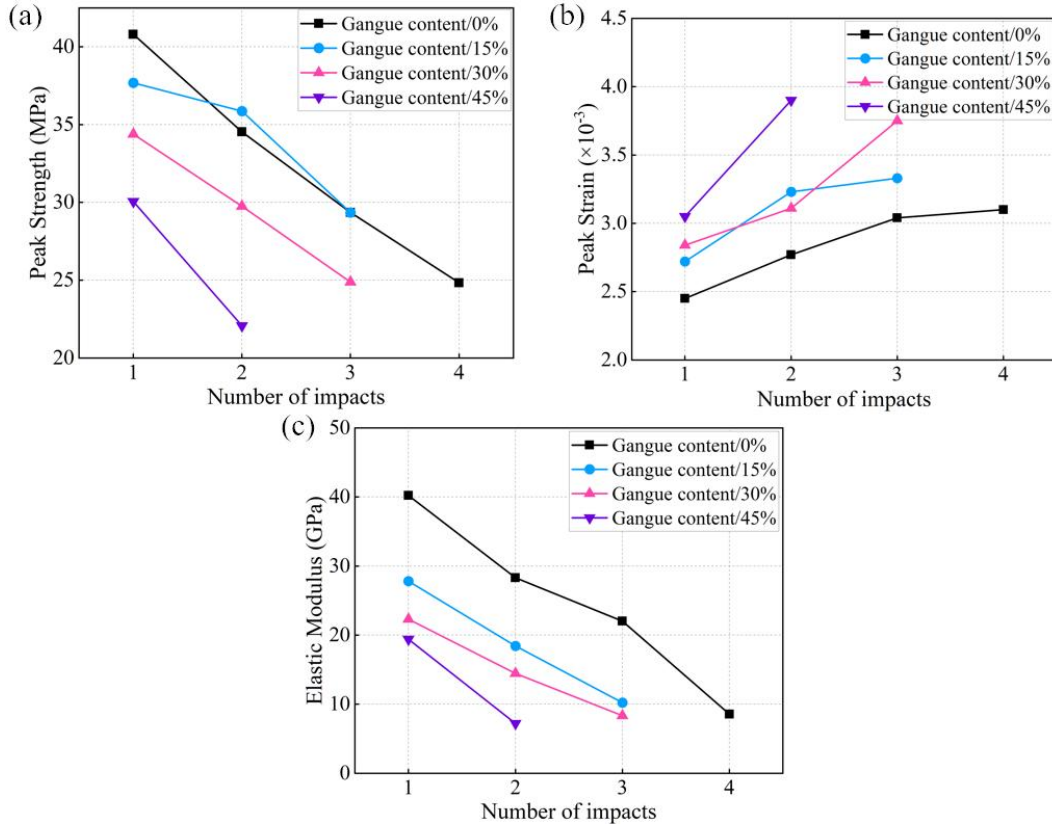 (a)
Gangue content/0%
Gangue content/15%
Gangue content/30%
Gangue content/45%
40
35
30
25
20
Peak Strength (MPa)
1 2 3 4
Number of impacts
(b)
Gangue content/0%
Gangue content/15%
Gangue content/30%
Gangue content/45%
4.5
4.0
3.5
3.0
2.5
2.0
Peak Strain (×10⁻³)
1 2 3 4
Number of impacts
(c)
Gangue content/0%
Gangue content/15%
Gangue content/30%
Gangue content/45%
50
40
30
20
10
0
Elastic Modulus (GPa)
1 2 3 4
Number of impacts